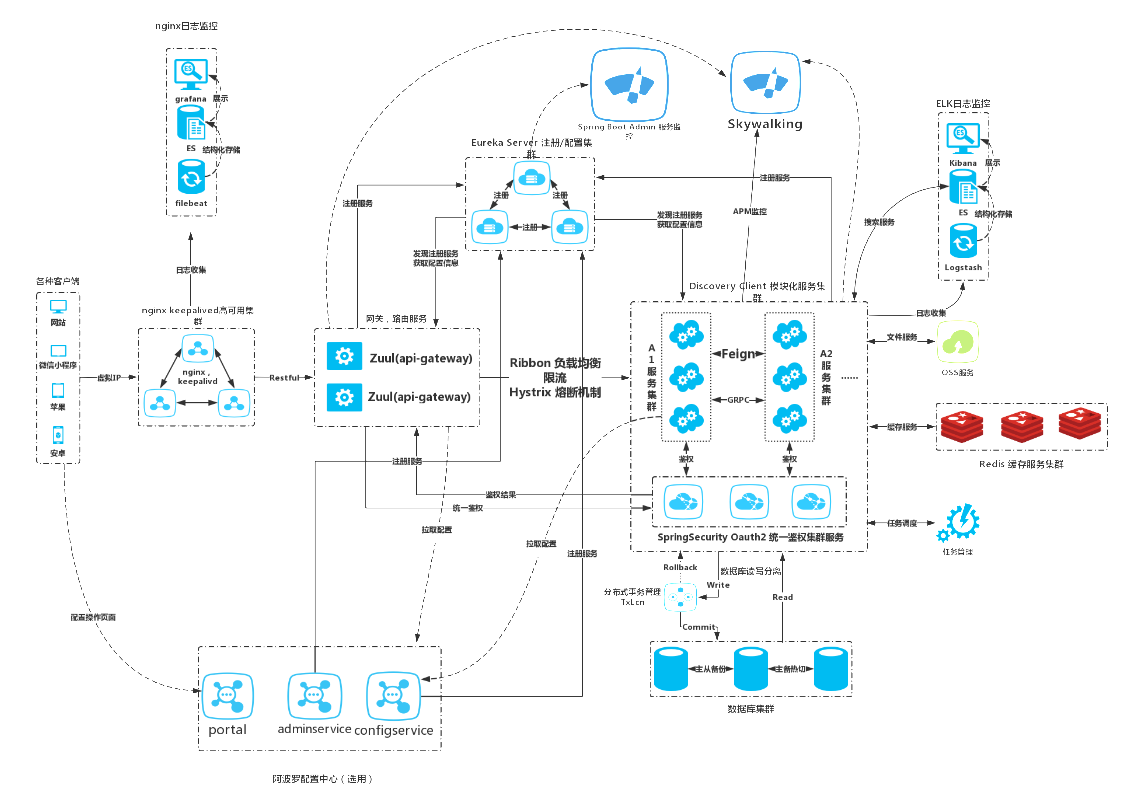 nginx日志监控
grafana
展示
ES
结构化存储
filebeat
日志收集
各种客户端
网站
微信小程序
苹果
安卓
虚拟IP
nginx keepalived高可用集
群
nginx ,
keepalivd
Restful
网关，路由服务
Zuul(api-gateway)
Zuul(api-gateway)
注册服务
发现注册服务
获取配置信息
Eureka Server 注册/配置集
群
注册
注册
注册
Spring Boot Admin 服务监
控
Skywalking
注册服务
APM监控
发现注册服务
获取配置信息
Ribbon 负载均衡
限流
Hystrix 熔断机制
Discovery Client 模块化服务集
群
A
1
服
务
集
群
Feign
GRPC
A2
服
务
集
群
......
鉴权
鉴权
SpringSecurity Oauth2 统一鉴权集群服务
ELK日志监控
Kibana
展示
ES
结构化存储
Logstash
搜索服务
日志收集
文件服务
OSS服务
缓存服务
Redis 缓存服务集群
任务调度
任务管理
注册服务
鉴权结果
统一鉴权
拉取配置
拉取配置
注册服务
Rollback
数据库读写分离
Write
分布式事务管理
TxLcn
Read
Commit
主从备份
主备热切
数据库集群
配置操作页面
portal
adminservice
configservice
阿波罗配置中心（选用）